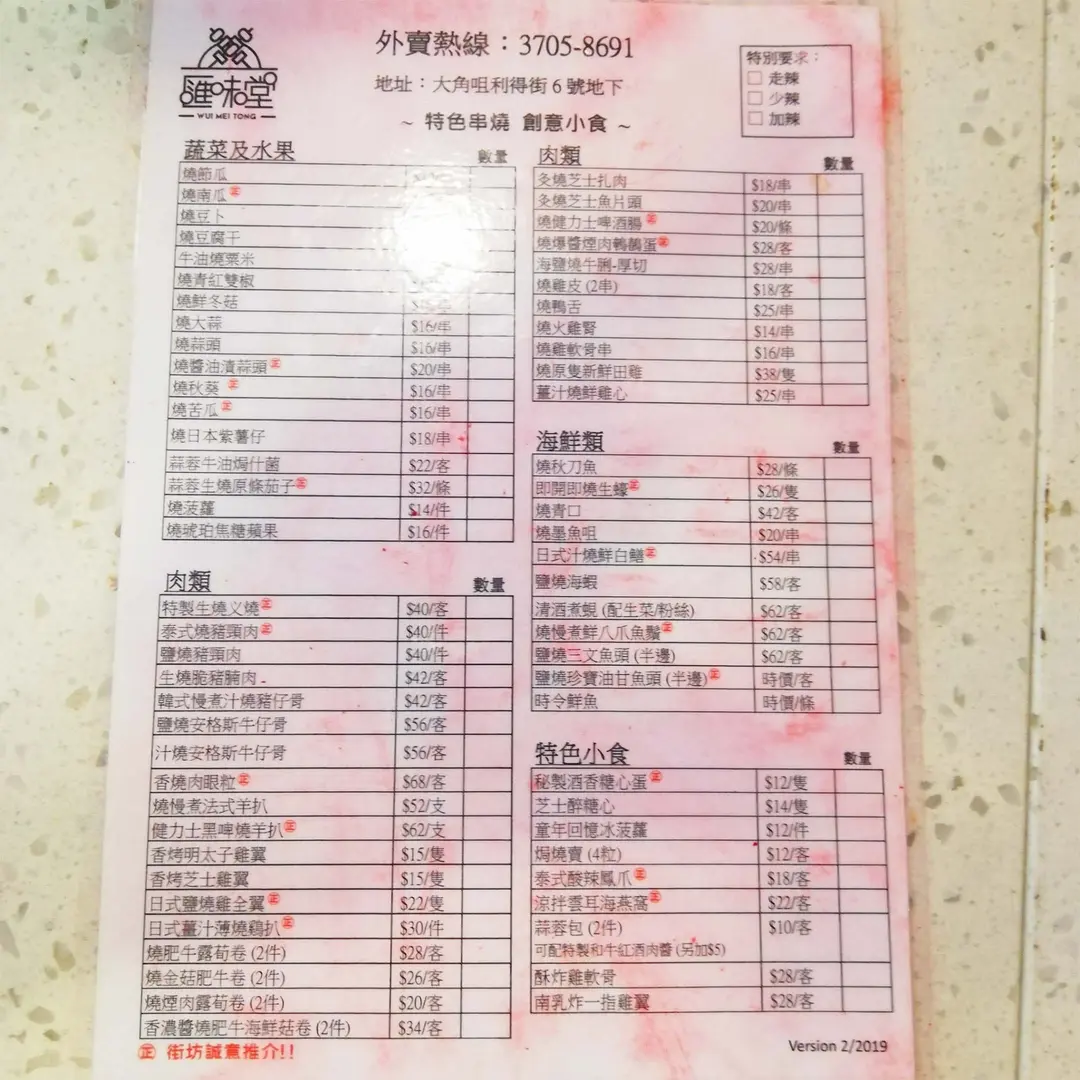 匯味堂
WUI MEI TONG
外賣熱線：3705-8691
地址：大角咀利得街6號地下
~ 特色串燒 創意小食 ~
特別要求：
走辣
少辣
加辣
蔬菜及水果 數量
燒節瓜
燒南瓜 正
燒豆卜
燒豆腐干
牛油燒粟米
燒青紅雙椒
燒鮮冬菇
燒大蒜 $16/串
燒蒜頭 $16/串
燒醬油漬蒜頭 正 $20/串
燒秋葵 正 $16/串
燒苦瓜 正 $16/串
燒日本紫薯仔 $18/串
蒜蓉牛油焗什菌 $22/客
蒜蓉生燒原條茄子 正 $32/條
燒菠蘿 $14/件
燒琥珀焦糖蘋果 $16/件
肉類 數量
特製生燒义燒 正 $40/客
泰式燒豬頸肉 正 $40/件
鹽燒豬頸肉 $40/件
生燒脆豬腩肉 $42/客
韓式慢煮汁燒豬仔骨 $42/客
鹽燒安格斯牛仔骨 $56/客
汁燒安格斯牛仔骨 $56/客
香燒肉眼粒 正 $68/客
燒慢煮法式羊扒 $52/支
健力士黑啤燒羊扒 正 $62/支
香烤明太子雞翼 $15/隻
香烤芝士雞翼 $15/隻
日式鹽燒雞全翼 正 $22/隻
日式薑汁薄燒鷄扒 正 $30/件
燒肥牛露荀卷 (2件) $28/客
燒金菇肥牛卷 (2件) $26/客
燒煙肉露荀卷 (2件) $20/客
香濃醬燒肥牛海鮮菇卷 (2件) $34/客
正 街坊誠意推介!!
肉類 數量
灸燒芝士扎肉 $18/串
灸燒芝士魚片頭 $20/串
燒健力士啤酒腸 正 $20/條
燒爆醬煙肉鵪鶉蛋 正 $28/客
海鹽燒牛脷-厚切 $28/串
燒雞皮 (2串) $18/客
燒鴨舌 $25/串
燒火雞腎 $14/串
燒雞軟骨串 $16/串
燒原隻新鮮田雞 $38/隻
薑汁燒鮮雞心 $25/串
海鮮類 數量
燒秋刀魚 $28/條
即開即燒生蠔 正 $26/隻
燒青口 $42/客
燒墨魚咀 $20/串
日式汁燒鮮白鱔 正 $54/串
鹽燒海蝦 $58/客
清酒煮蜆 (配生菜/粉絲) $62/客
燒慢煮鮮八爪魚鬚 正 $62/客
鹽燒三文魚頭 (半邊) $62/客
鹽燒珍寶油甘魚頭 (半邊) 正 時價/客
時令鮮魚 時價/條
特色小食 數量
秘製酒香糖心蛋 正 $12/隻
芝士醉糖心 $14/隻
童年回憶冰菠蘿 $12/件
焗燒賣 (4粒) $12/客
泰式酸辣鳳爪 正 $18/客
涼拌雲耳海燕窩 正 $22/客
蒜蓉包 (2件) $10/客
可配特製和牛紅酒肉醬 (另加$5)
酥炸雞軟骨 $28/客
南乳炸一指雞翼 $28/客
Version 2/2019